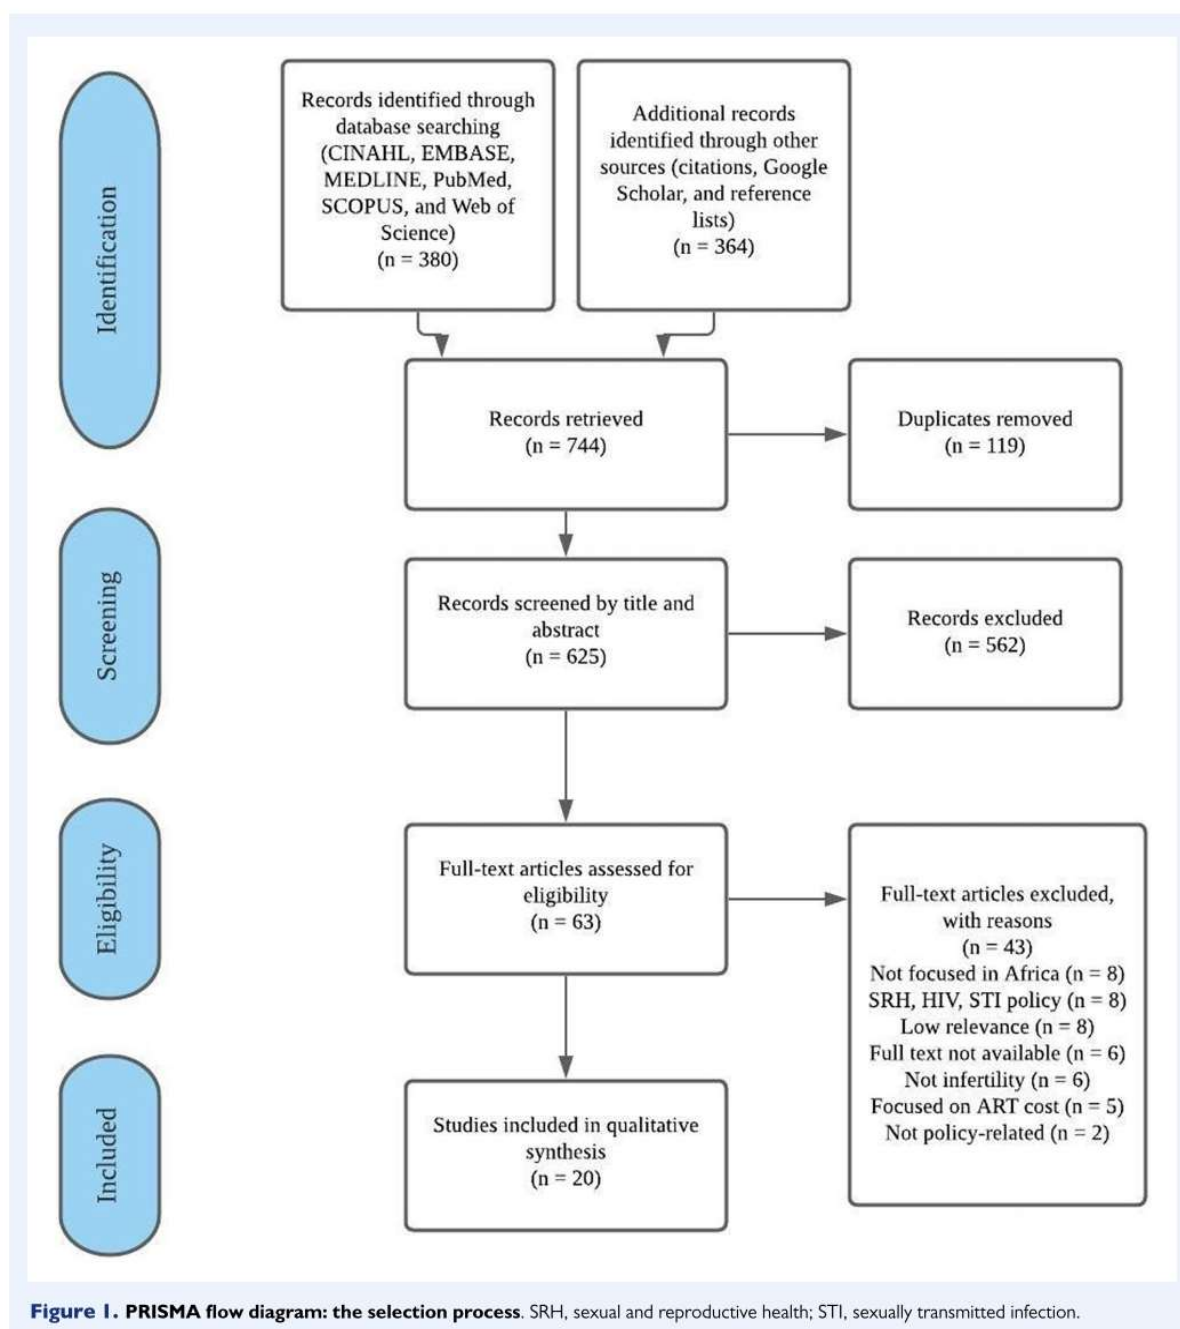 Identification
Records identified through
database searching
(CINAHL, EMBASE,
MEDLINE, PubMed,
SCOPUS, and Web of
Science)
(n = 380)
Additional records
identified through other
sources (citations, Google
Scholar, and reference
lists)
(n = 364)
Records retrieved
(n = 744)
Duplicates removed
(n = 119)
Screening
Records screened by title and
abstract
(n = 625)
Records excluded
(n = 562)
Eligibility
Full-text articles assessed for
eligibility
(n = 63)
Full-text articles excluded,
with reasons
(n = 43)
Not focused in Africa (n = 8)
SRH, HIV, STI policy (n = 8)
Low relevance (n = 8)
Full text not available (n = 6)
Not infertility (n = 6)
Focused on ART cost (n = 5)
Not policy-related (n = 2)
Included
Studies included in qualitative
synthesis
(n = 20)
Figure 1. PRISMA flow diagram: the selection process. SRH, sexual and reproductive health; STI, sexually transmitted infection.